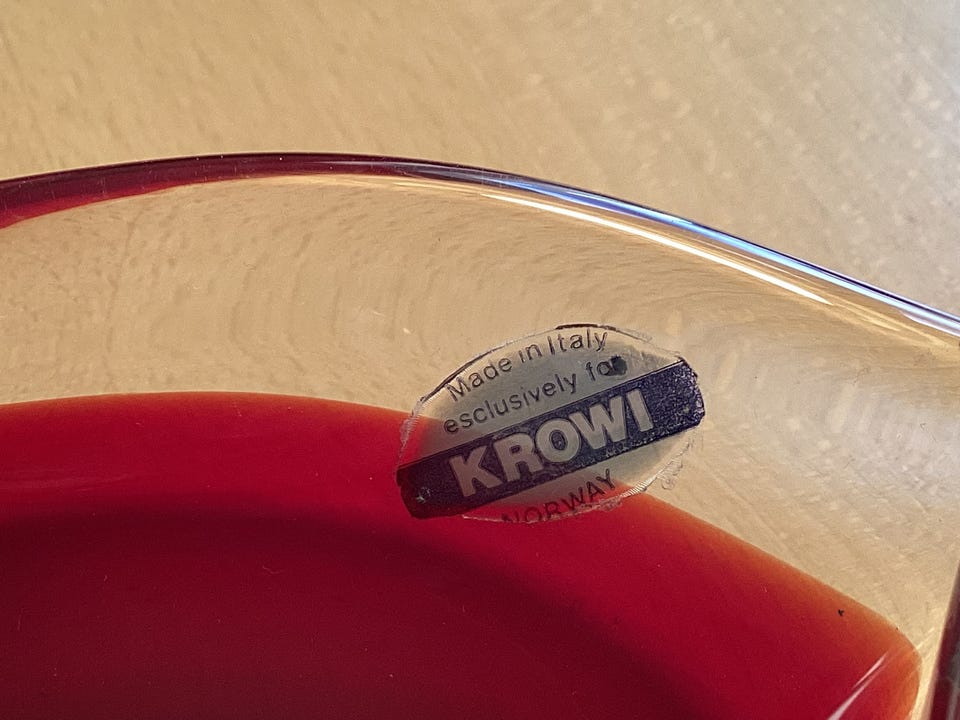 Made in Italy
esclusively for
KROWI
NORWAY